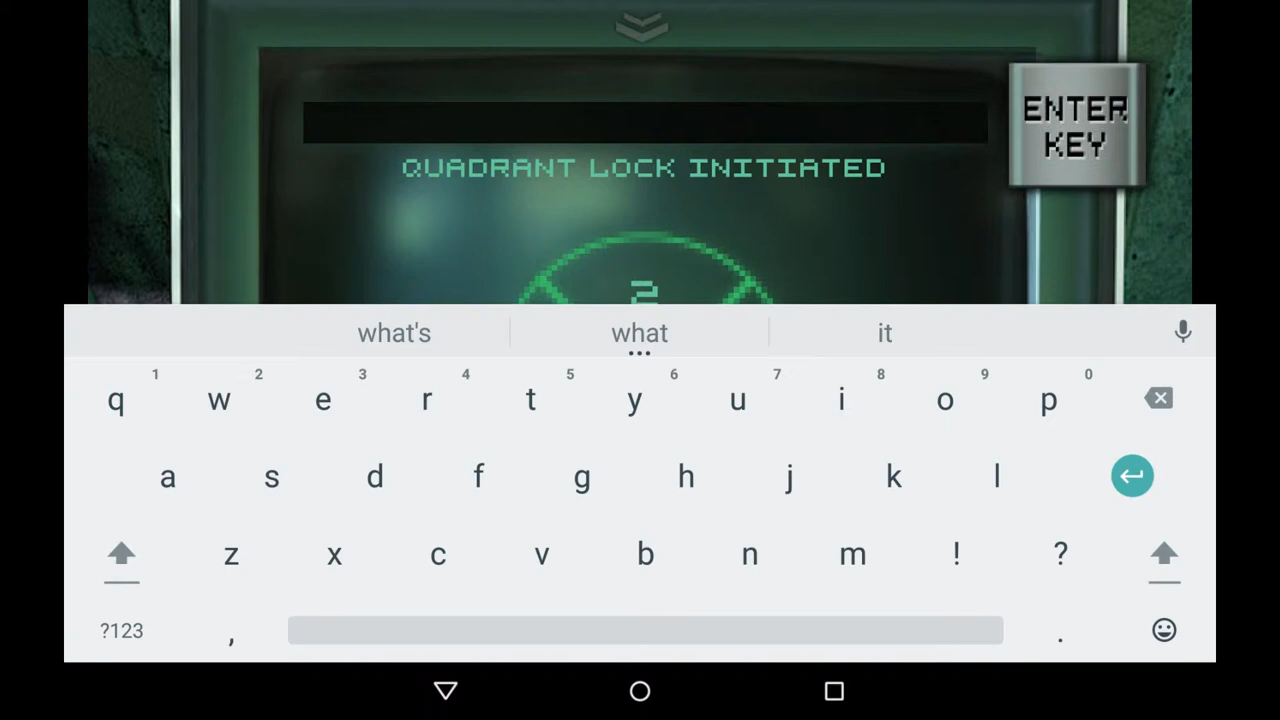 ENTER
KEY
QUADRANT LOCK INITIATED
2
what's what it
1 2 3 4 5 6 7 8 9 0
q w e r t y u i o p
a s d f g h j k l
z x c v b n m ! ?
?123 , .